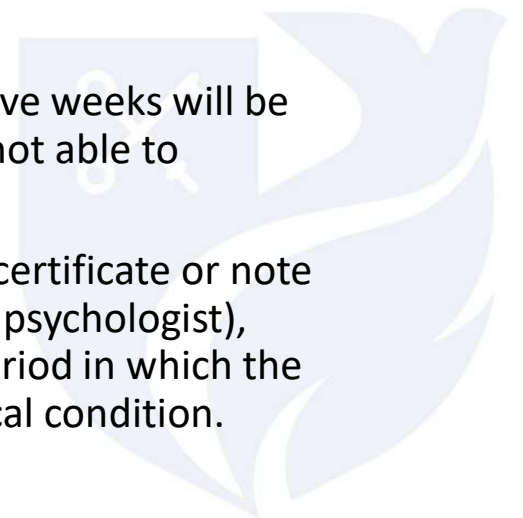 ve weeks will be
not able to
certificate or note
psychologist),
riod in which the
cal condition.